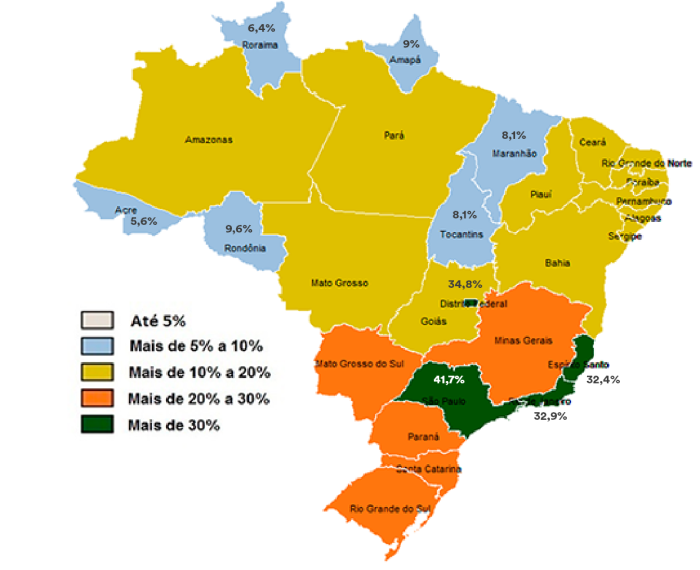 6,4%
Roraima
9%
Amapá
Amazonas
Pará
8,1%
Maranhão
Ceará
Rio Grande do Norte
Paraíba
Piauí
Pernambuco
Alagoas
Sergipe
Acre
5,6%
9,6%
Rondônia
8,1%
Tocantins
Bahia
Mato Grosso
34,8%
Distrito Federal
Goiás
Até 5%
Mais de 5% a 10%
Mais de 10% a 20%
Mais de 20% a 30%
Mais de 30%
Minas Gerais
Mato Grosso do Sul
Espírito Santo
32,4%
41,7%
São Paulo
Rio de Janeiro
32,9%
Paraná
Santa Catarina
Rio Grande do Sul